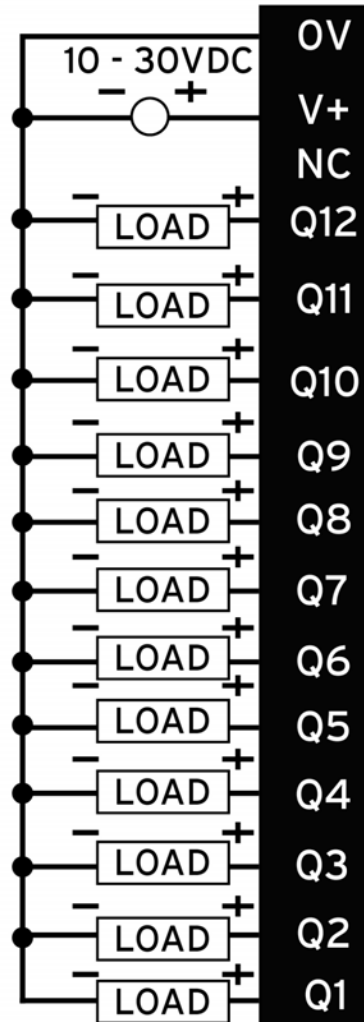 0V
10 - 30VDC
- + V+
NC
- LOAD + Q12
- LOAD + Q11
- LOAD + Q10
- LOAD + Q9
- LOAD + Q8
- LOAD + Q7
- LOAD + Q6
- LOAD + Q5
- LOAD + Q4
- LOAD + Q3
- LOAD + Q2
- LOAD + Q1